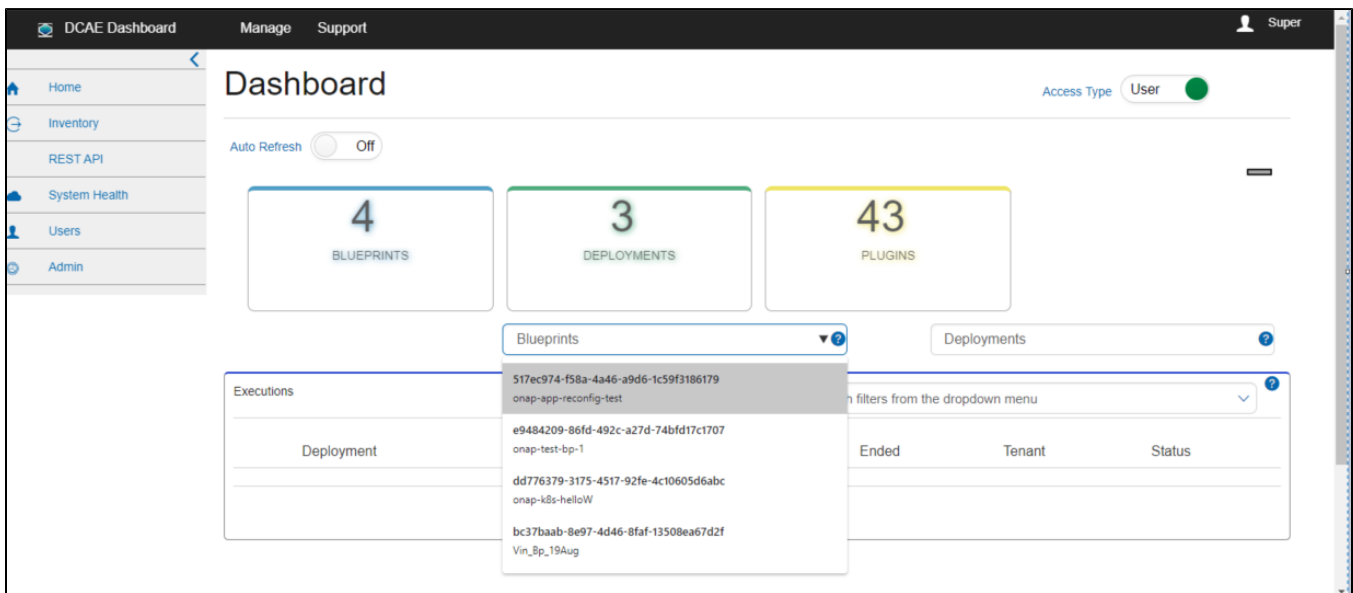 DCAE Dashboard Manage Support Super
Home
Inventory
REST API
System Health
Users
Admin
Dashboard
Access Type User
Auto Refresh Off
4
BLUEPRINTS
3
DEPLOYMENTS
43
PLUGINS
Blueprints
Deployments
517ec974-f58a-4a46-a9d6-1c59f3186179
onap-app-reconfig-test
e9484209-86fd-492c-a27d-74bfd17c1707
onap-test-bp-1
dd776379-3175-4517-92fe-4c10605d6abc
onap-k8s-helloW
bc37baab-8e97-4d46-8faf-13508ea67d2f
Vin_Bp_19Aug
Executions
filters from the dropdown menu
Deployment Ended Tenant Status